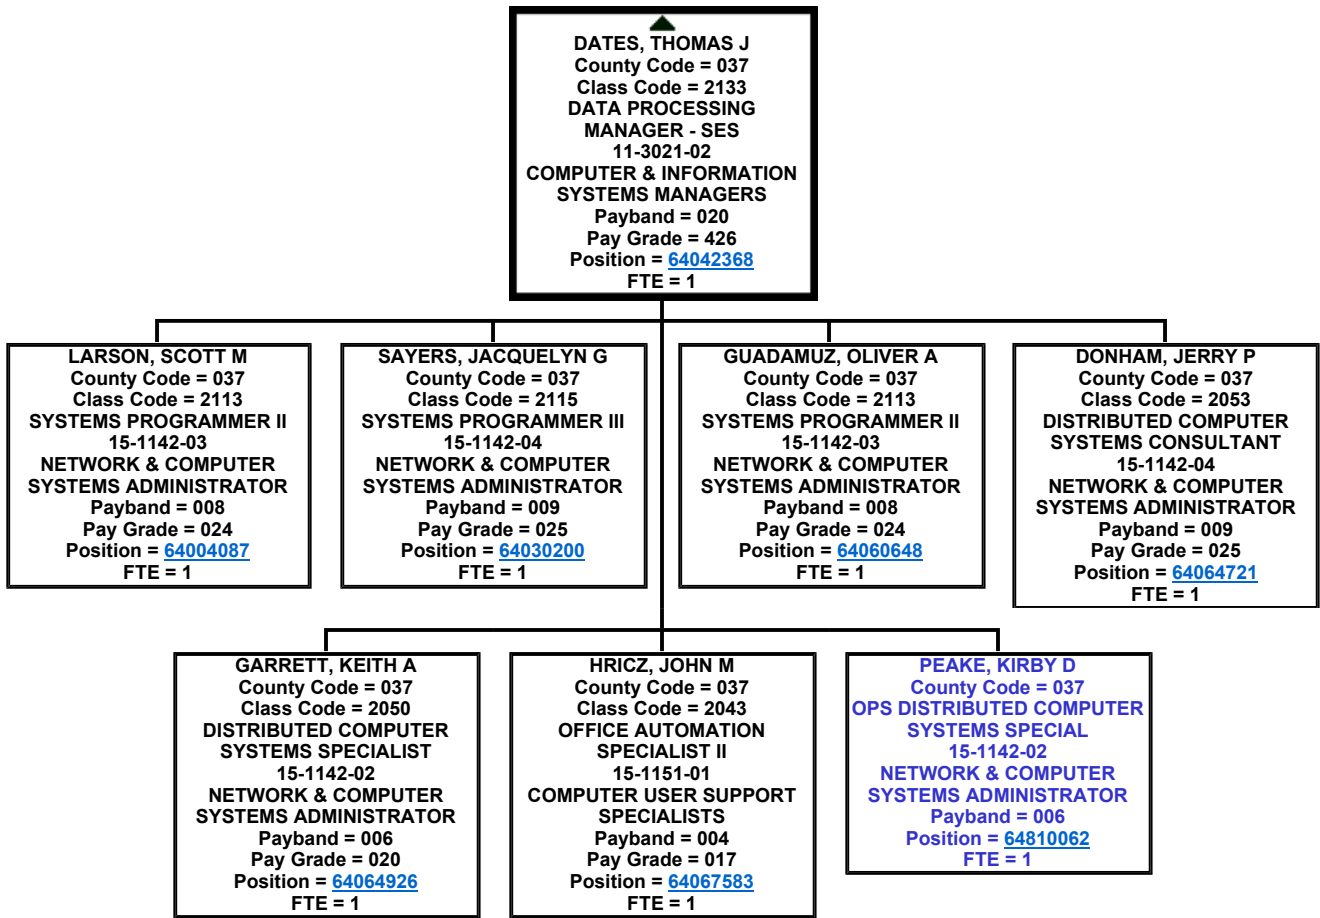 DATES, THOMAS J
County Code = 037
Class Code = 2133
DATA PROCESSING
MANAGER - SES
11-3021-02
COMPUTER & INFORMATION
SYSTEMS MANAGERS
Payband = 020
Pay Grade = 426
Position = 64042368
FTE = 1
LARSON, SCOTT M
County Code = 037
Class Code = 2113
SYSTEMS PROGRAMMER II
15-1142-03
NETWORK & COMPUTER
SYSTEMS ADMINISTRATOR
Payband = 008
Pay Grade = 024
Position = 64004087
FTE = 1
SAYERS, JACQUELYN G
County Code = 037
Class Code = 2115
SYSTEMS PROGRAMMER III
15-1142-04
NETWORK & COMPUTER
SYSTEMS ADMINISTRATOR
Payband = 009
Pay Grade = 025
Position = 64030200
FTE = 1
GUADAMUZ, OLIVER A
County Code = 037
Class Code = 2113
SYSTEMS PROGRAMMER II
15-1142-03
NETWORK & COMPUTER
SYSTEMS ADMINISTRATOR
Payband = 008
Pay Grade = 024
Position = 64060648
FTE = 1
DONHAM, JERRY P
County Code = 037
Class Code = 2053
DISTRIBUTED COMPUTER
SYSTEMS CONSULTANT
15-1142-04
NETWORK & COMPUTER
SYSTEMS ADMINISTRATOR
Payband = 009
Pay Grade = 025
Position = 64064721
FTE = 1
GARRETT, KEITH A
County Code = 037
Class Code = 2050
DISTRIBUTED COMPUTER
SYSTEMS SPECIALIST
15-1142-02
NETWORK & COMPUTER
SYSTEMS ADMINISTRATOR
Payband = 006
Pay Grade = 020
Position = 64064926
FTE = 1
HRICZ, JOHN M
County Code = 037
Class Code = 2043
OFFICE AUTOMATION
SPECIALIST II
15-1151-01
COMPUTER USER SUPPORT
SPECIALISTS
Payband = 004
Pay Grade = 017
Position = 64067583
FTE = 1
PEAKE, KIRBY D
County Code = 037
OPS DISTRIBUTED COMPUTER
SYSTEMS SPECIAL
15-1142-02
NETWORK & COMPUTER
SYSTEMS ADMINISTRATOR
Payband = 006
Position = 64810062
FTE = 1